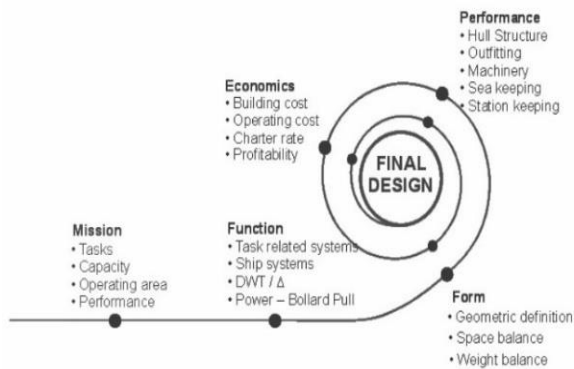 Performance
• Hull Structure
• Outfitting
• Machinery
• Sea keeping
• Station keeping
Economics
• Building cost
• Operating cost
• Charter rate
• Profitability
FINAL
DESIGN
Mission
• Tasks
• Capacity
• Operating area
• Performance
Function
• Task related systems
• Ship systems
• DWT / Δ
• Power – Bollard Pull
Form
• Geometric definition
• Space balance
• Weight balance